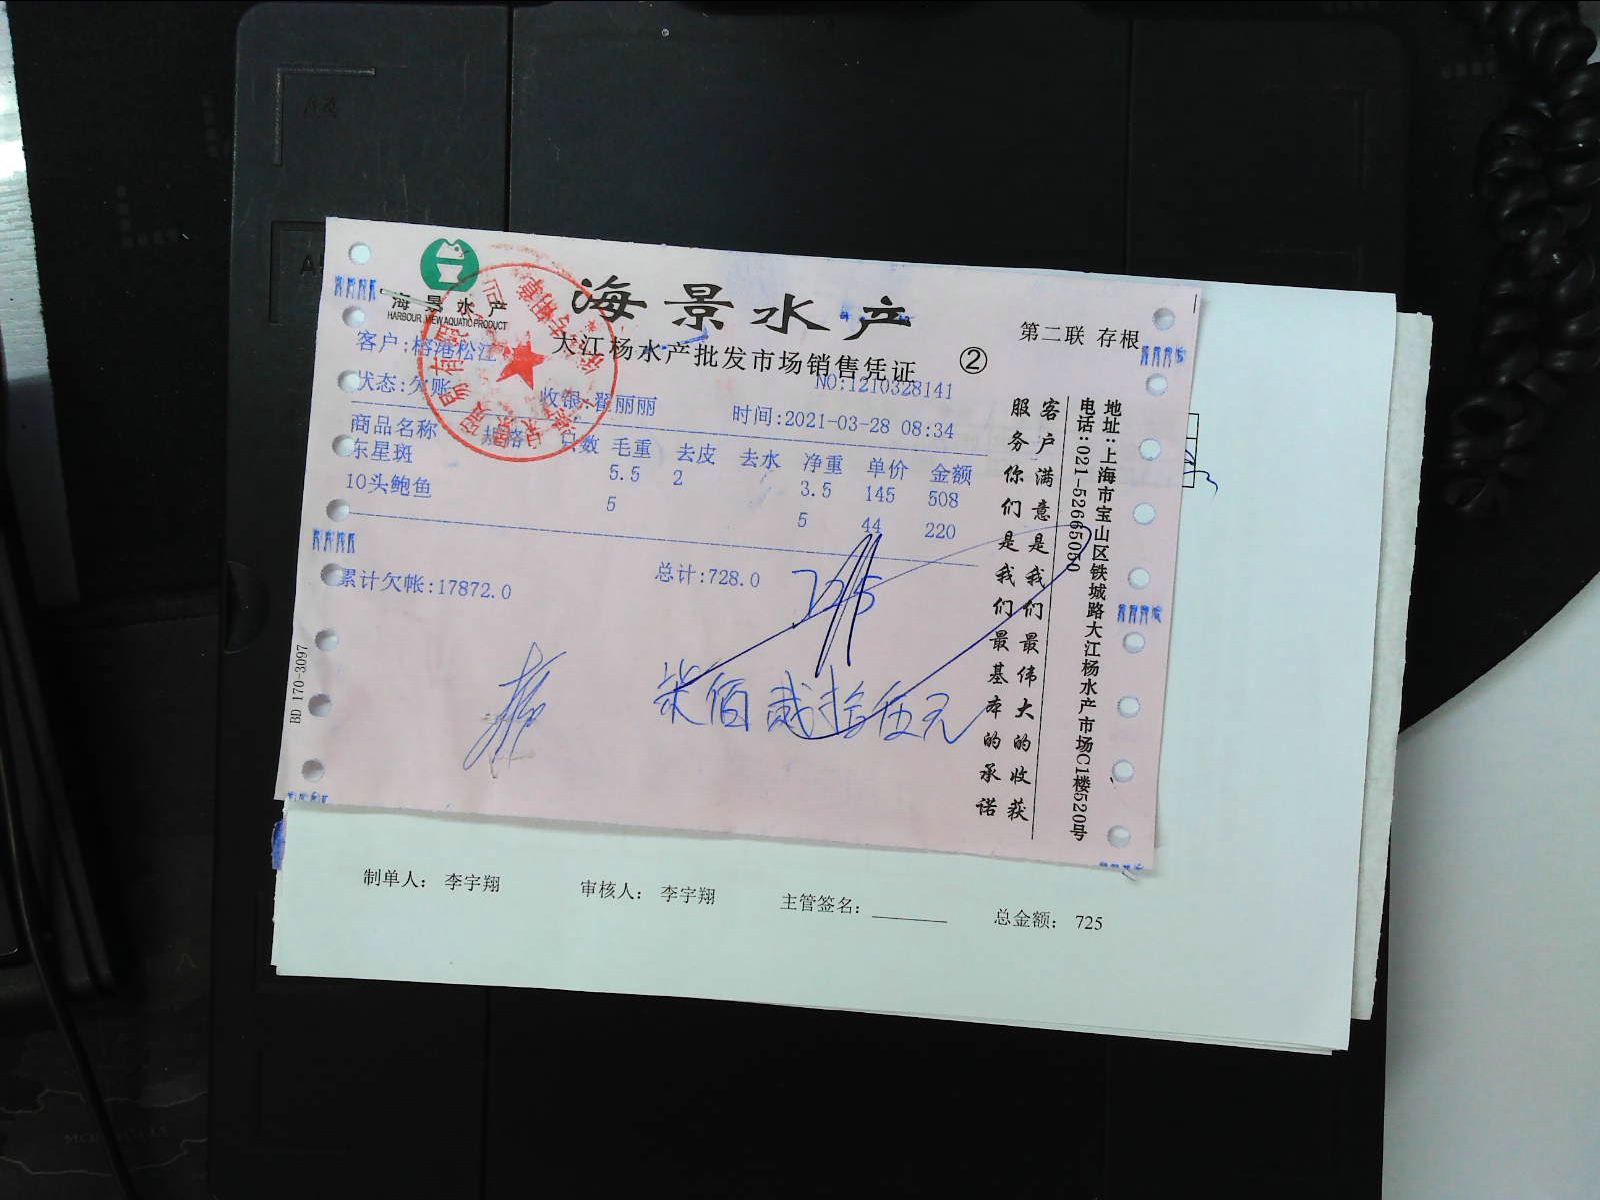 海景水产
HARBOUR VIEW AQUATIC PRODUCT
海景水产
大江杨水产批发市场销售凭证
②
第二联 存根
客户:榕港松江
NO:1210328141
状态:欠账
收银:翟丽丽
时间:2021-03-28 08:34
商品名称 规格 只数 毛重 去皮 去水 净重 单价 金额
东星斑 5.5 2 3.5 145 508
10头鲍鱼 5 5 44 220
累计欠帐:17872.0
总计:728.0
725
柒佰贰拾伍元
BD 170-3097
客户满意是我们最伟大的收获
服务你们是我们最基本的承诺
地址:上海市宝山区铁城路大江杨水产市场C1楼520号
电话:021-52665050
制单人: 李宇翔
审核人: 李宇翔
主管签名:
总金额: 725